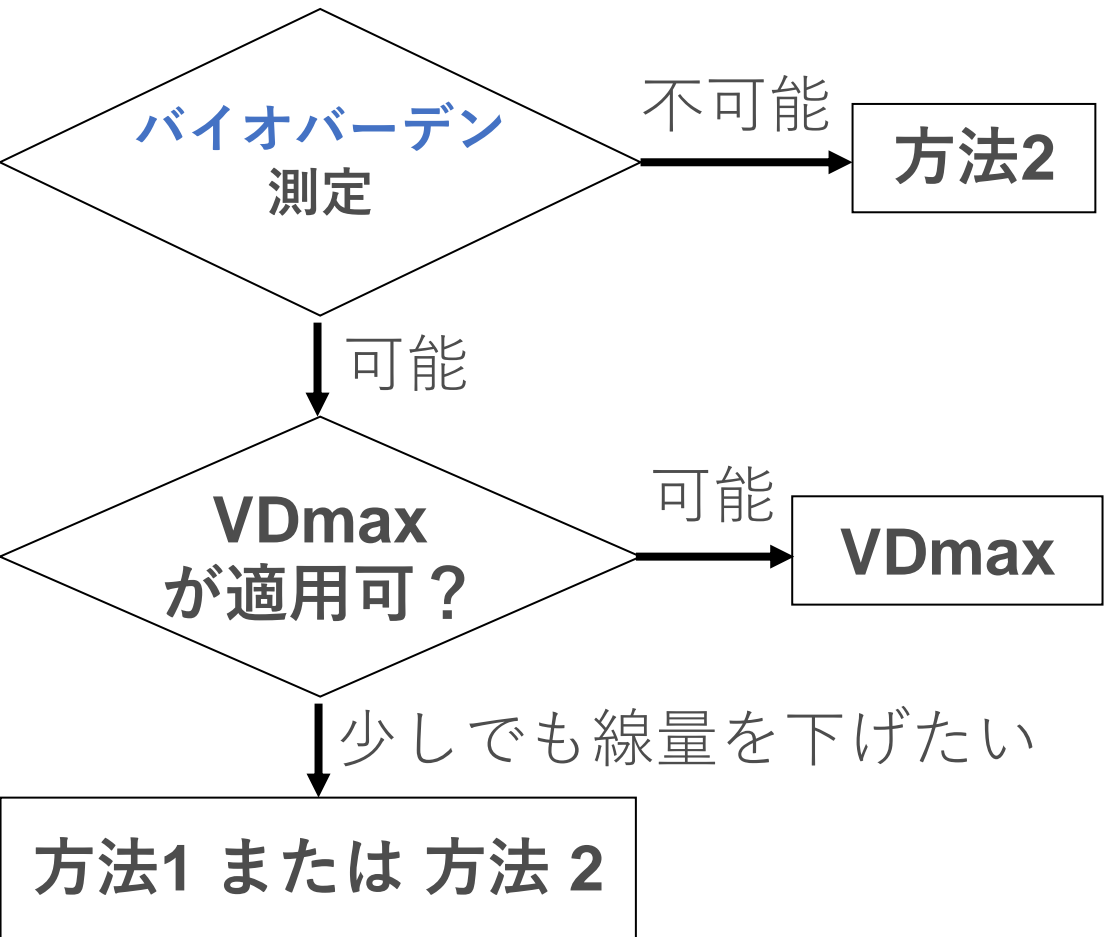 バイオバーデン
測定
不可能
方法2
可能
VDmax
が適用可？
可能
VDmax
少しでも線量を下げたい
方法1 または 方法 2